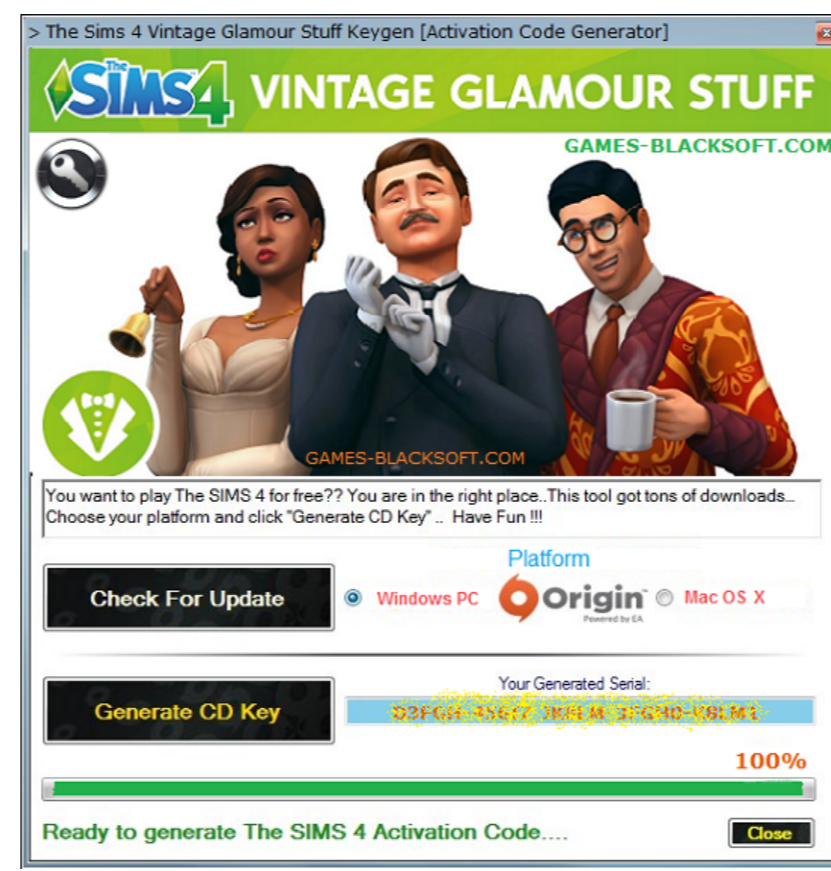 > The Sims 4 Vintage Glamour Stuff Keygen [Activation Code Generator]
The SIMS 4 VINTAGE GLAMOUR STUFF
GAMES-BLACKSOFT.COM
GAMES-BLACKSOFT.COM
You want to play The SIMS 4 for free?? You are in the right place..This tool got tons of downloads...
Choose your platform and click "Generate CD Key" .. Have Fun !!!
Platform
Check For Update Windows PC Origin Mac OS X
Powered by EA
Your Generated Serial:
Generate CD Key
100%
Ready to generate The SIMS 4 Activation Code.... Close